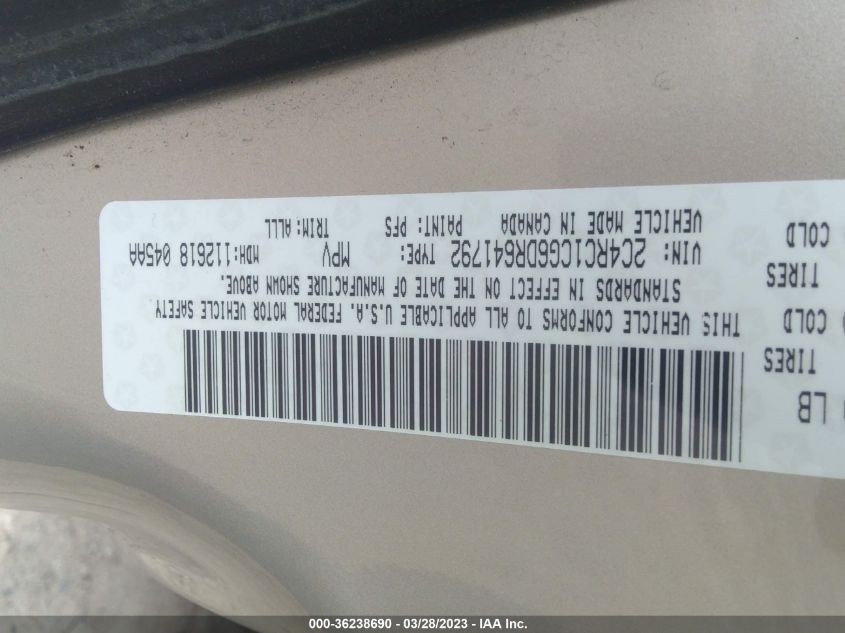 LB
TIRES COLD
TIRES COLD
THIS VEHICLE CONFORMS TO ALL APPLICABLE U.S.A. FEDERAL MOTOR VEHICLE SAFETY
STANDARDS IN EFFECT ON THE DATE OF MANUFACTURE SHOWN ABOVE.
VIN: 2C4RC1CG6DR641792 TYPE: MPV MDH:112618 045AA
VEHICLE MADE IN CANADA PAINT: PFS TRIM:ALLL
000-36238690 - 03/28/2023 - IAA Inc.